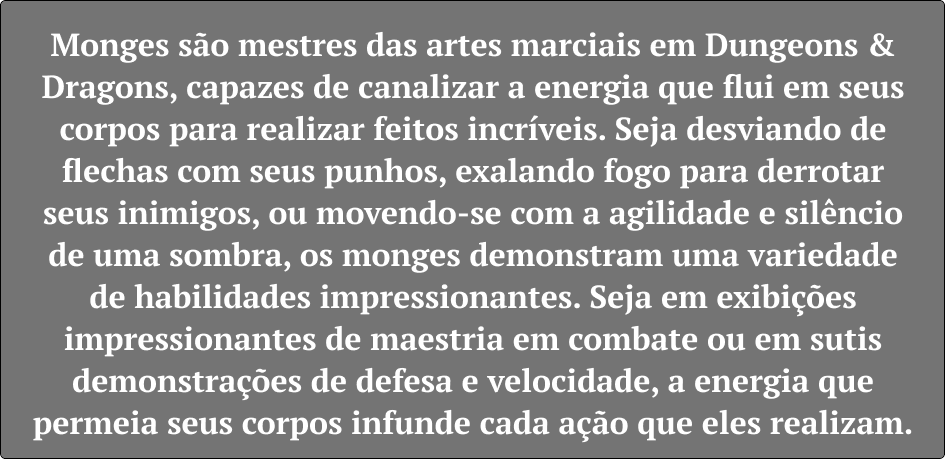 Monges são mestres das artes marciais em Dungeons &
Dragons, capazes de canalizar a energia que flui em seus
corpos para realizar feitos incríveis. Seja desviando de
flechas com seus punhos, exalando fogo para derrotar
seus inimigos, ou movendo-se com a agilidade e silêncio
de uma sombra, os monges demonstram uma variedade
de habilidades impressionantes. Seja em exibições
impressionantes de maestria em combate ou em sutis
demonstrações de defesa e velocidade, a energia que
permeia seus corpos infunde cada ação que eles realizam.